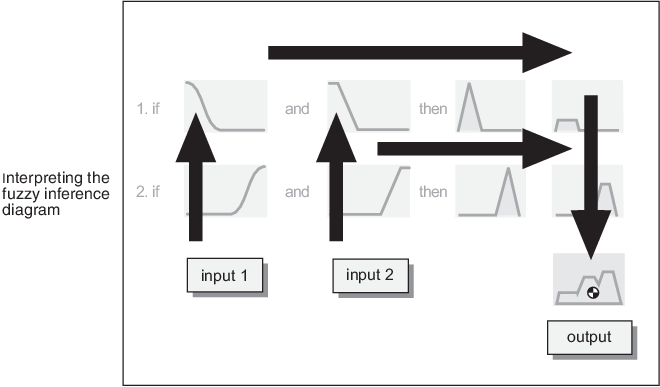 1. if and then
Interpreting the
fuzzy inference
diagram
2. if and then
input 1 input 2
output